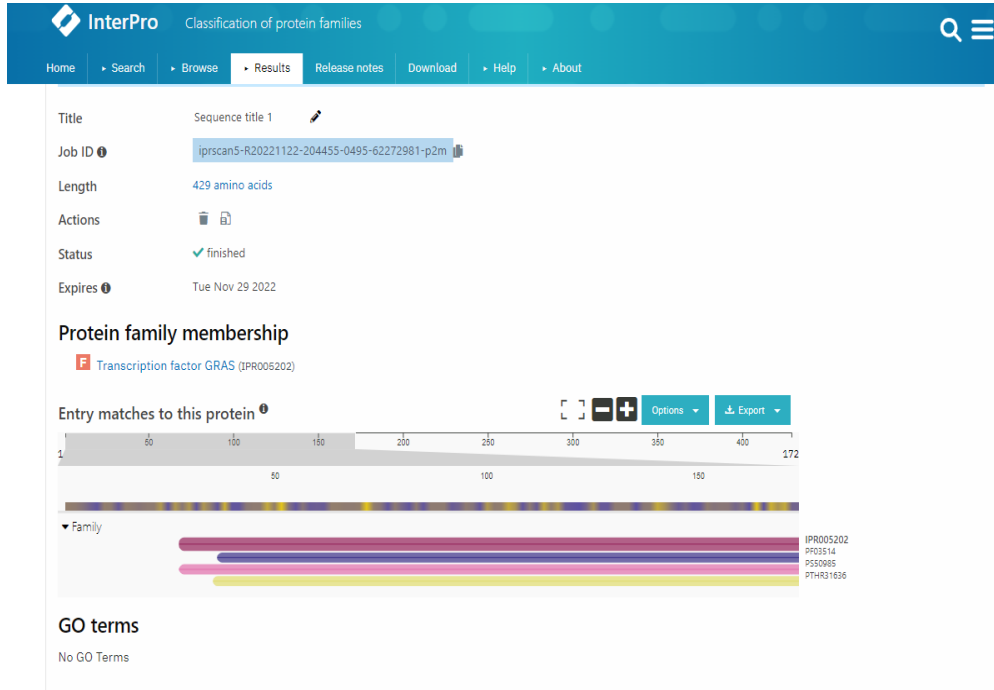 InterPro Classification of protein families
Home ▸ Search ▸ Browse ▸ Results Release notes Download ▸ Help ▸ About
Title Sequence title 1
Job ID iprscan5-R20221122-204455-0495-62272981-p2m
Length 429 amino acids
Actions
Status finished
Expires Tue Nov 29 2022
Protein family membership
F Transcription factor GRAS (IPR005202)
Entry matches to this protein
Options Export
50 100 150 200 250 300 350 400
1 172
50 100 150
Family
IPR005202
PF03514
PS50985
PTHR31636
GO terms
No GO Terms